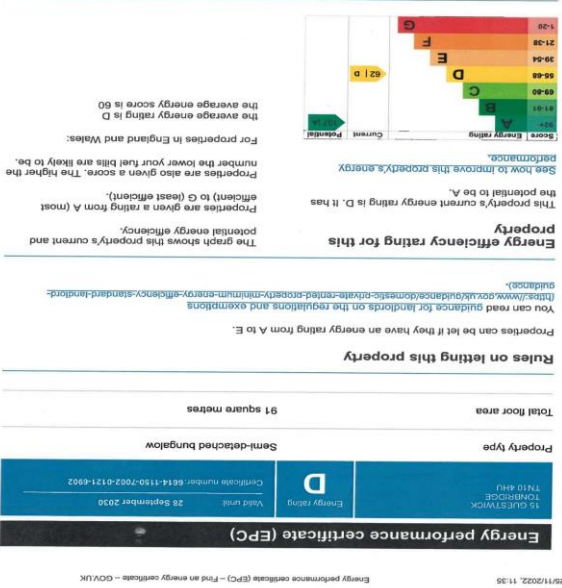 15/11/2022, 11:35
Energy performance certificate (EPC) – Find an energy certificate – GOV.UK
Energy performance certificate (EPC)
15 GUESTWICK
TONBRIDGE
TN10 4HU
Energy rating
D
Valid until 28 September 2030
Certificate number: 6614-1150-7002-0121-6902
Property type
Semi-detached bungalow
Total floor area
91 square metres
Rules on letting this property
Properties can be let if they have an energy rating from A to E.
You can read guidance for landlords on the regulations and exemptions
(https://www.gov.uk/guidance/domestic-private-rented-property-minimum-energy-efficiency-standard-landlord-
guidance).
Energy efficiency rating for this
property
This property's current energy rating is D. It has
the potential to be A.
See how to improve this property's energy
performance.
Score Energy rating Current Potential
92+ A
81-91 B
69-80 C
55-68 D 62 | D
39-54 E
21-38 F
1-20 G
The graph shows this property's current and
potential energy efficiency.
Properties are given a rating from A (most
efficient) to G (least efficient).
Properties are also given a score. The higher the
number the lower your fuel bills are likely to be.
For properties in England and Wales:
the average energy rating is D
the average energy score is 60